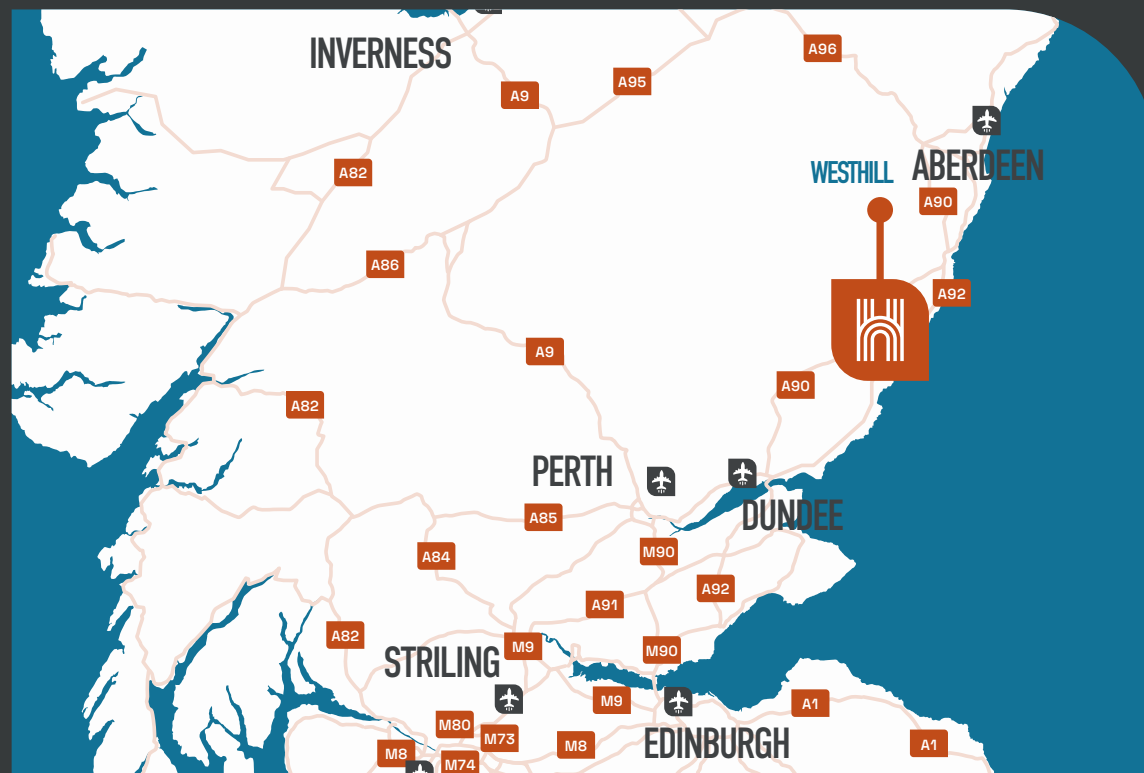 INVERNESS
A96
A9
A95
A82
WESTHILL
ABERDEEN
A90
A86
A92
A9
A90
A82
PERTH
A85
DUNDEE
A84
M90
A92
A91
A82
STRILING
M9
M90
M9
A1
M80
M73
M8
EDINBURGH
A1
M8
M74